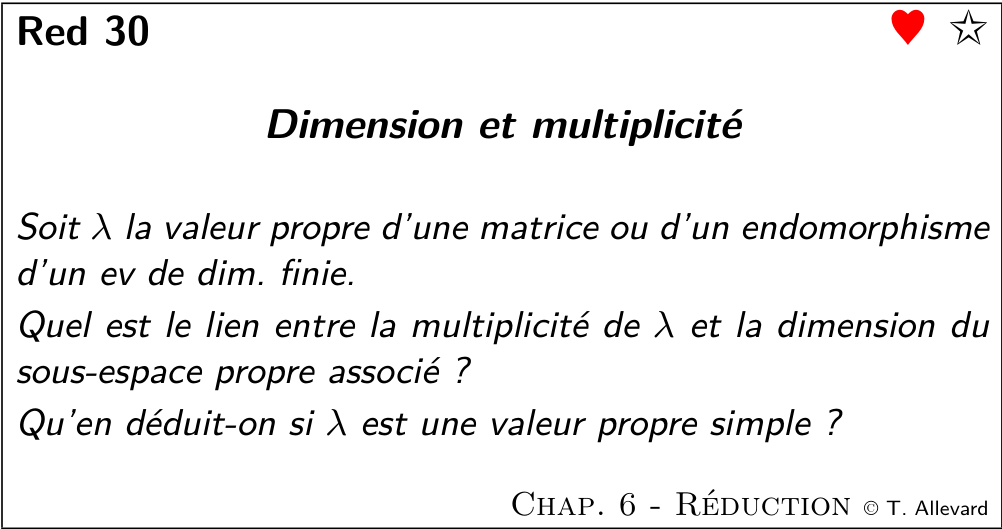 Red 30
Dimension et multiplicité
Soit λ la valeur propre d'une matrice ou d'un endomorphisme
d'un ev de dim. finie.
Quel est le lien entre la multiplicité de λ et la dimension du
sous-espace propre associé ?
Qu'en déduit-on si λ est une valeur propre simple ?
Chap. 6 - Réduction © T. Allevard